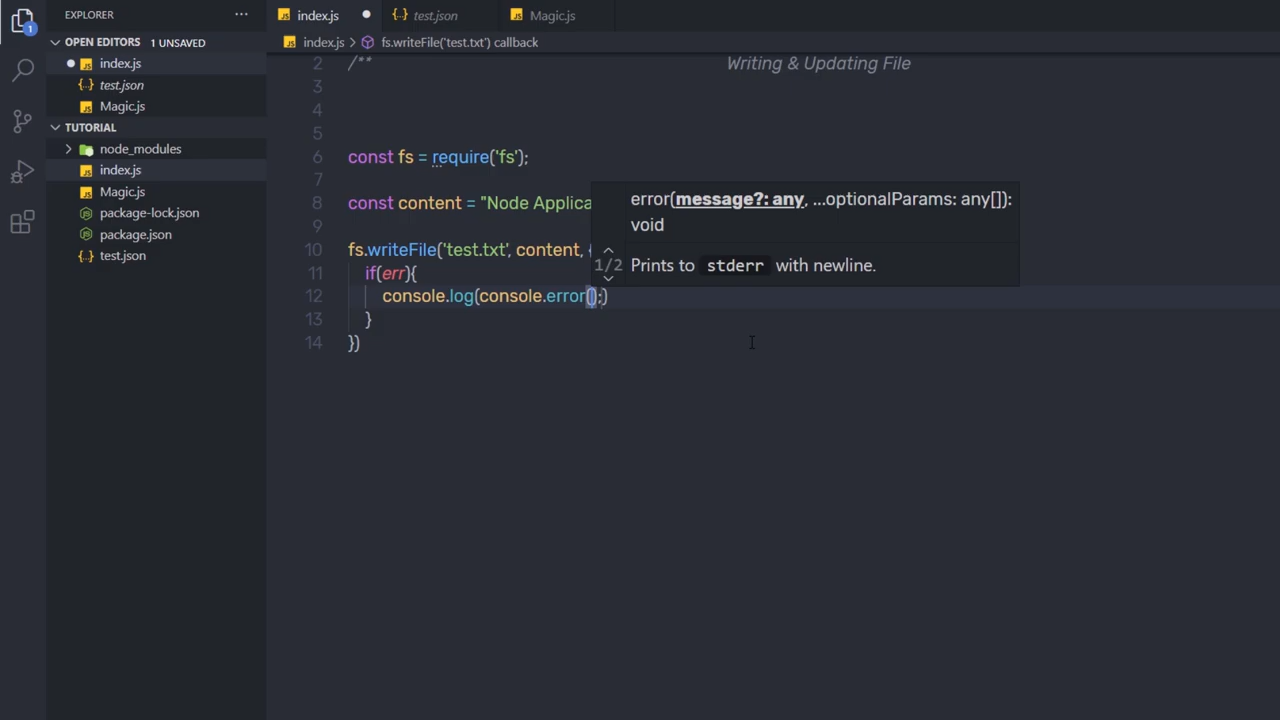 EXPLORER
OPEN EDITORS 1 UNSAVED
index.js
test.json
Magic.js
TUTORIAL
node_modules
index.js
Magic.js
package-lock.json
package.json
test.json
1
index.js
test.json
Magic.js
index.js > fs.writeFile('test.txt') callback
2 /** Writing & Updating File
3
4
5
6 const fs = require('fs');
7
8 const content = "Node Applica
9
10 fs.writeFile('test.txt', content, {
11 if(err){
12 console.log(console.error();)
13 }
14 })
error(message?: any, ...optionalParams: any[]):
void
1/2 Prints to stderr with newline.